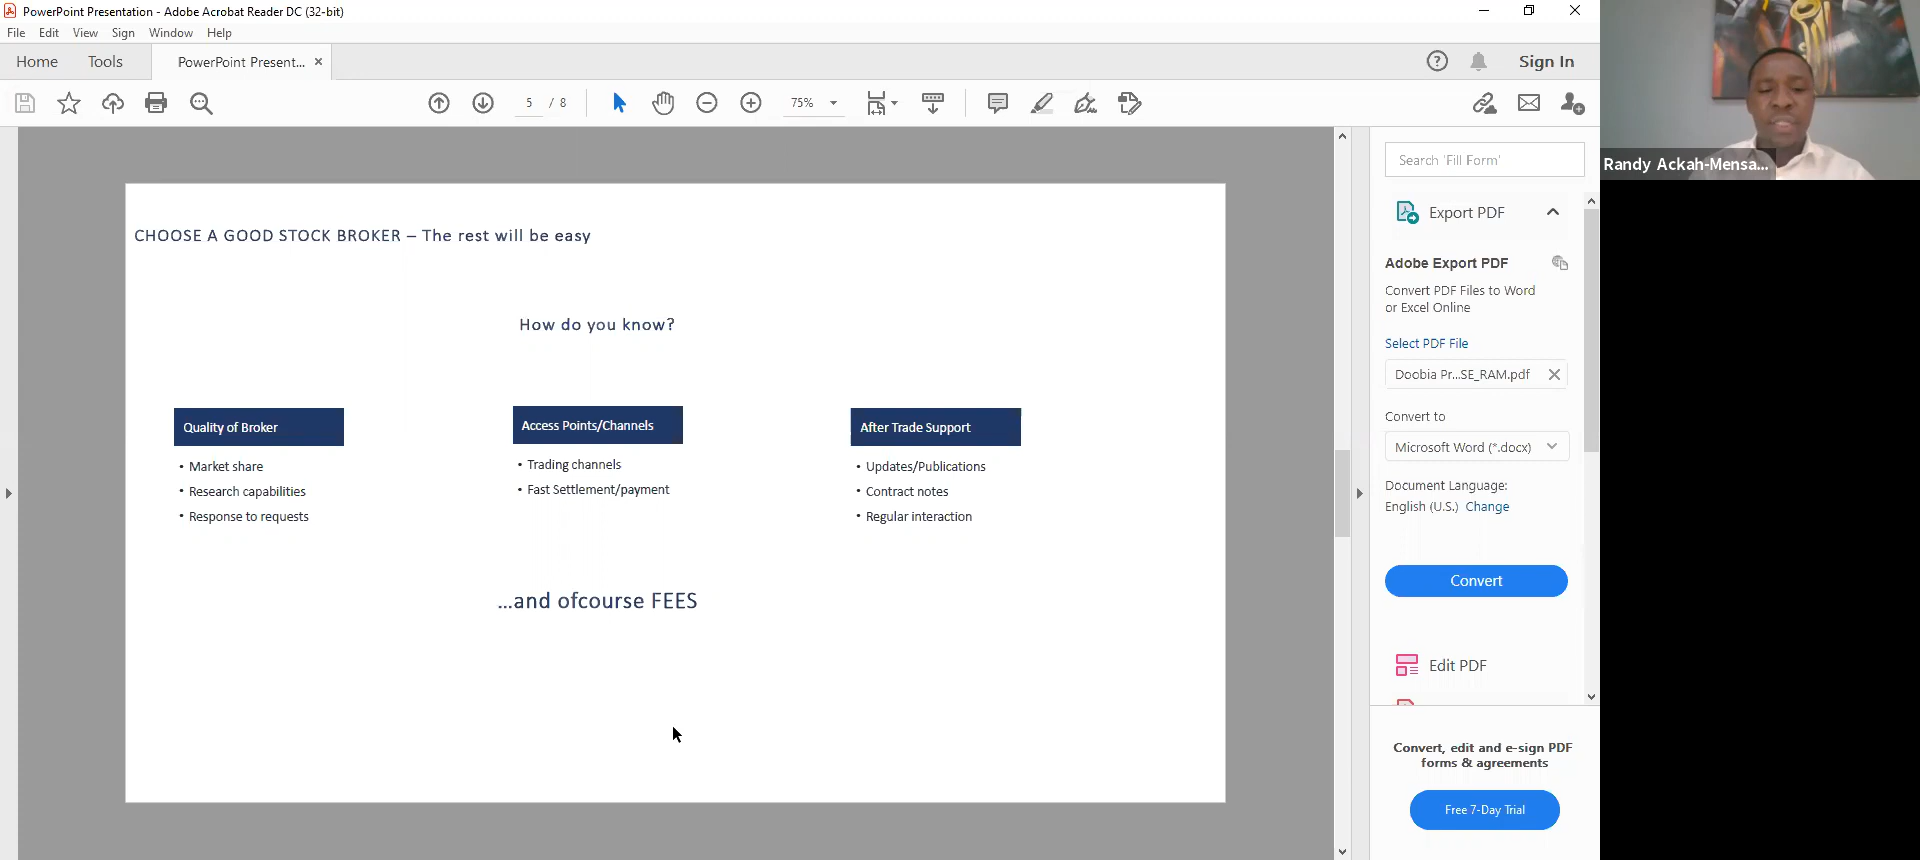 PowerPoint Presentation - Adobe Acrobat Reader DC (32-bit)
File Edit View Sign Window Help
Home Tools PowerPoint Present... × Sign In
5 / 8 75%
Search 'Fill Form'
Export PDF
Adobe Export PDF
Convert PDF Files to Word
or Excel Online
Select PDF File
Doobia Pr...SE_RAM.pdf
Convert to
Microsoft Word (*.docx)
Document Language:
English (U.S.) Change
Convert
Edit PDF
Convert, edit and e-sign PDF
forms & agreements
Free 7-Day Trial
CHOOSE A GOOD STOCK BROKER – The rest will be easy
How do you know?
Quality of Broker
• Market share
• Research capabilities
• Response to requests
Access Points/Channels
• Trading channels
• Fast Settlement/payment
After Trade Support
• Updates/Publications
• Contract notes
• Regular interaction
...and ofcourse FEES
Randy Ackah-Mensa...